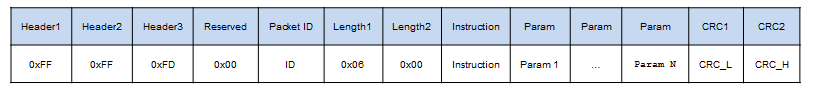 Header1 Header2 Header3 Reserved Packet ID Length1 Length2 Instruction Param Param Param CRC1 CRC2
0xFF 0xFF 0xFD 0x00 ID 0x06 0x00 Instruction Param 1 ... Param N CRC_L CRC_H